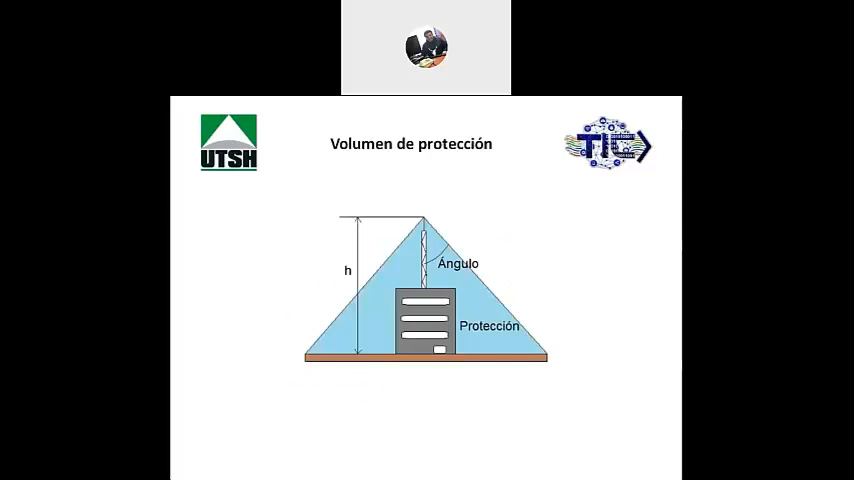 UTSH
Volumen de protección
TIC
h
Ángulo
Protección